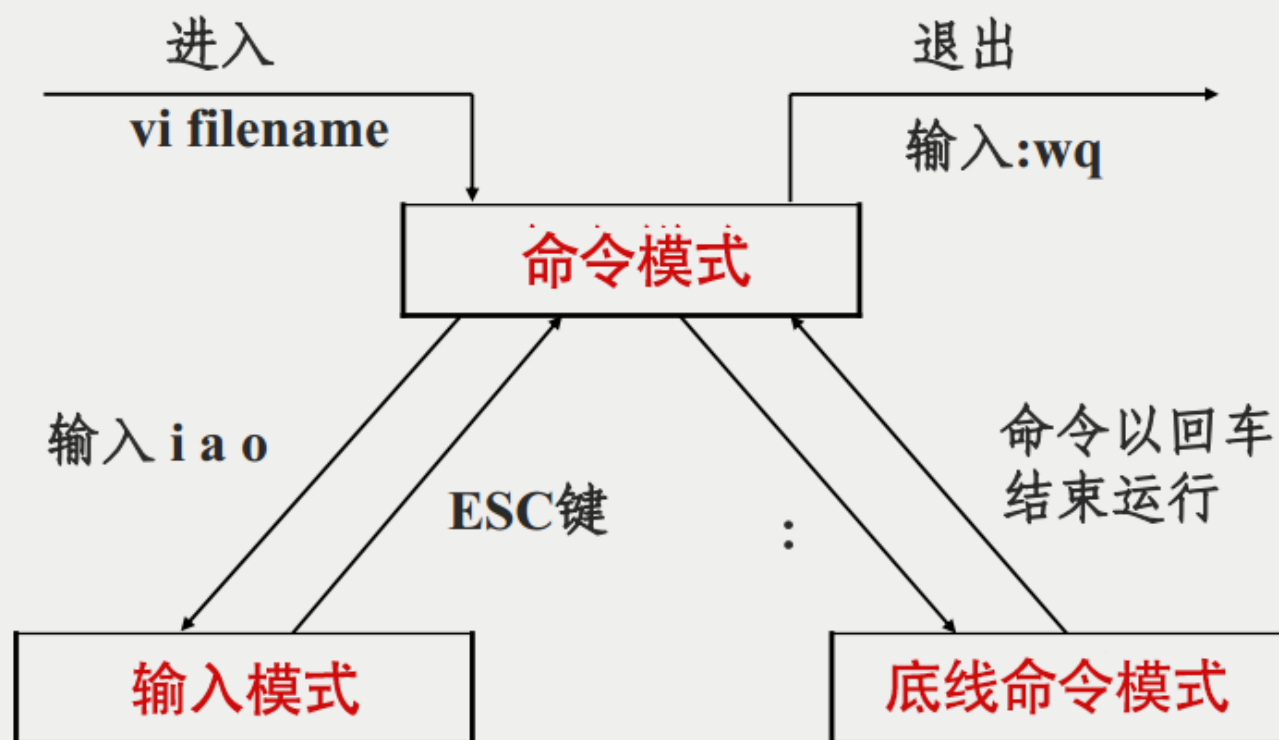 进入
退出
vi filename
输入:wq
命令模式
输入 i a o
ESC键
:
命令以回车
结束运行
输入模式
底线命令模式